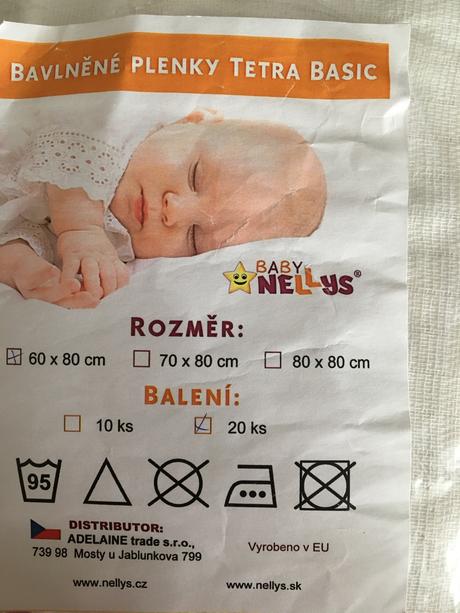 BAVLNĚNÉ PLENKY TETRA BASIC
BABY
NELLYS®
ROZMĚR:
60 x 80 cm 70 x 80 cm 80 x 80 cm
BALENÍ:
10 ks 20 ks
95
DISTRIBUTOR:
ADELAINE trade s.r.o.,
739 98 Mosty u Jablunkova 799
Vyrobeno v EU
www.nellys.cz www.nellys.sk